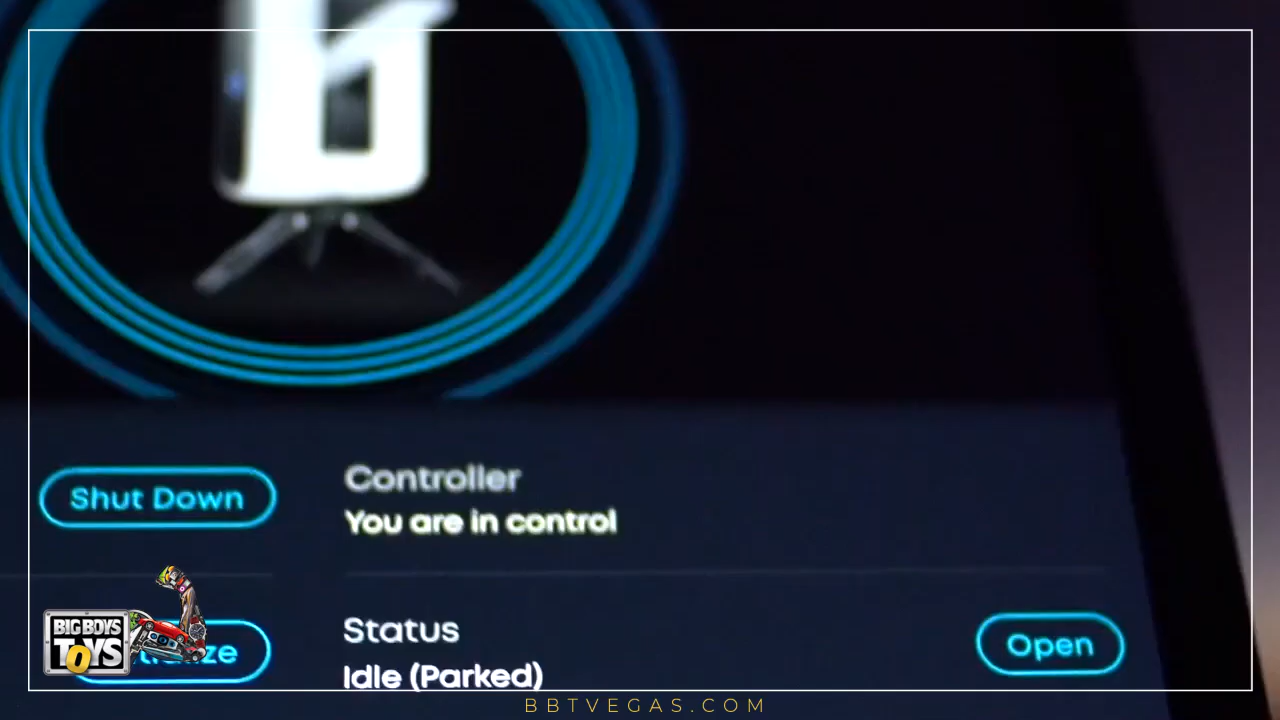 Shut Down
Controller
You are in control
Status
Idle (Parked)
Open
BIG BOYS
TOYS
BBTVEGAS.COM